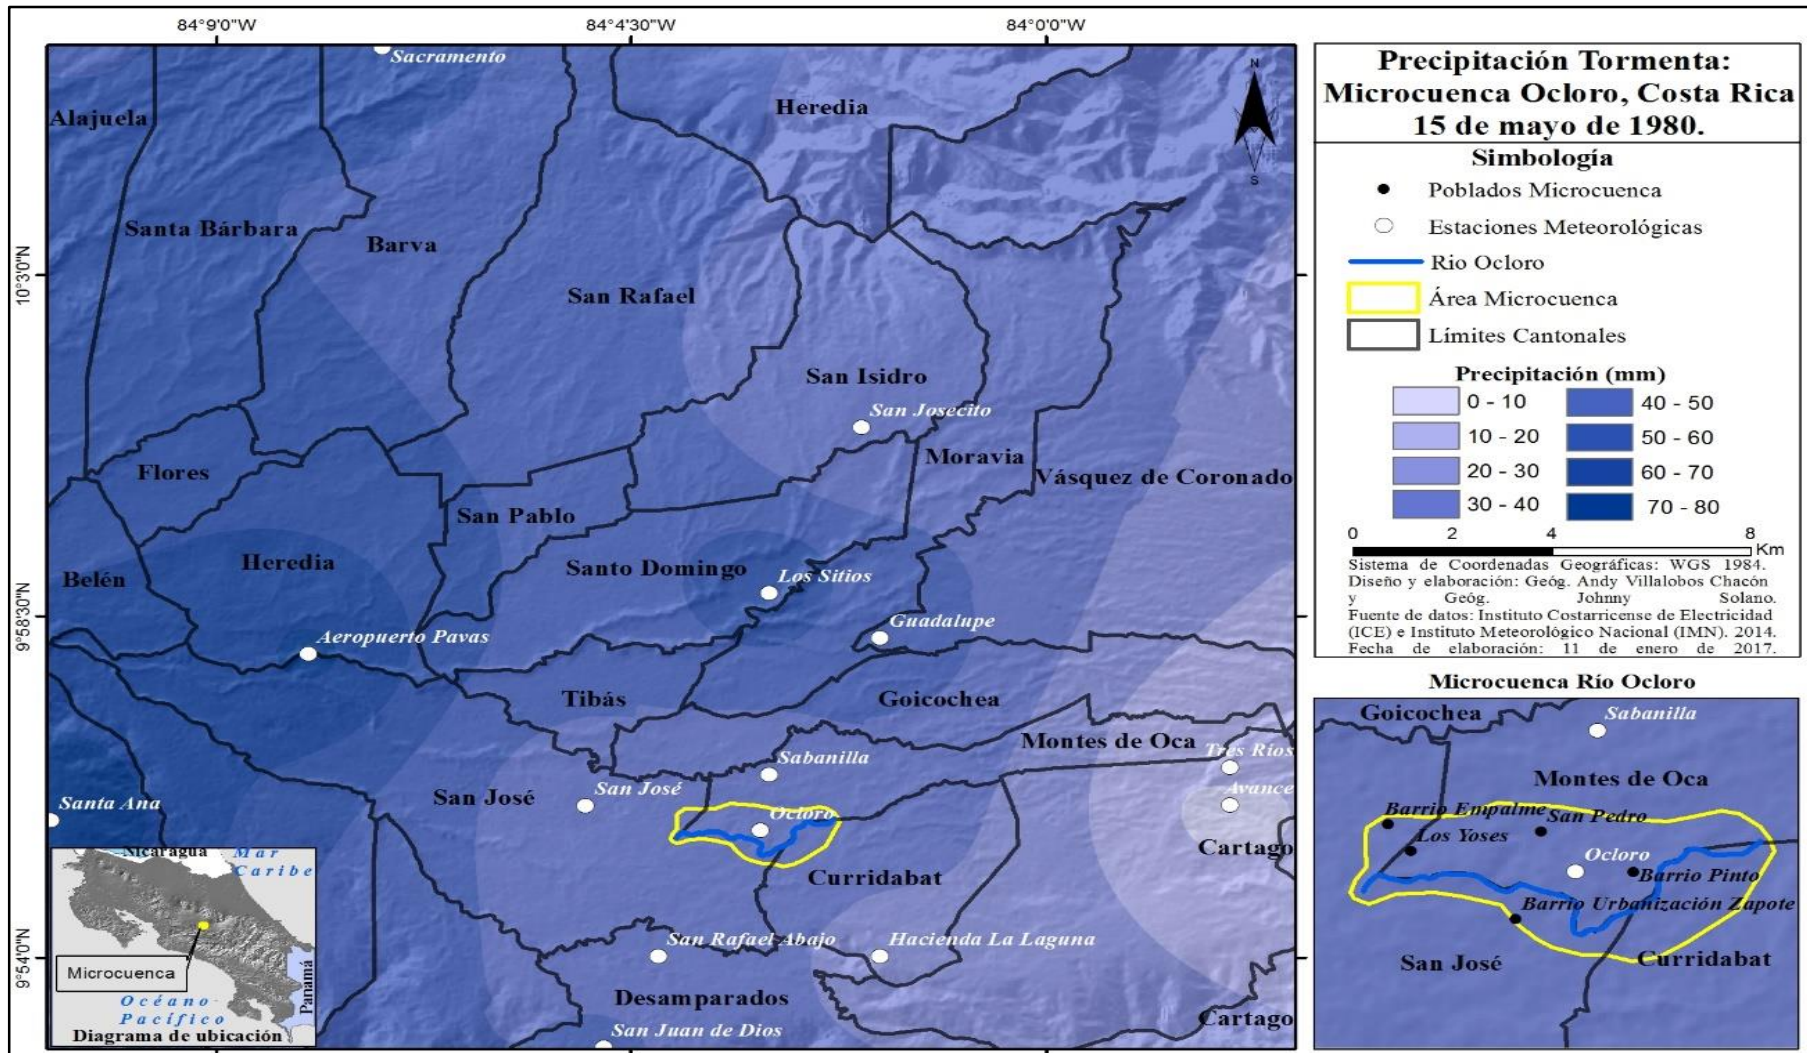 84°9'0"W
84°4'30"W
84°0'0"W
10°3'0"N
9°58'30"N
9°54'0"N
Sacramento
Alajuela
Heredia
N
S
Santa Bárbara
Barva
San Rafael
San Isidro
San Josecito
Flores
Moravia
Vásquez de Coronado
San Pablo
Heredia
Santo Domingo
Belén
Los Sitios
Aeropuerto Pavas
Guadalupe
Tibás
Goicochea
Montes de Oca
Tres Ríos
Sabanilla
San José
San José
Avance
Santa Ana
Ocloro
Cartago
Curridabat
San Rafael Abajo
Hacienda La Laguna
Desamparados
San Juan de Dios
Cartago
Nicaragua
Mar
Caribe
Microcuenca
Panamá
Océano
Pacífico
Diagrama de ubicación
Precipitación Tormenta:
Microcuenca Ocloro, Costa Rica
15 de mayo de 1980.
Simbología
Poblados Microcuenca
Estaciones Meteorológicas
Rio Ocloro
Área Microcuenca
Límites Cantonales
Precipitación (mm)
0 - 10 40 - 50
10 - 20 50 - 60
20 - 30 60 - 70
30 - 40 70 - 80
0 2 4 8
Km
Sistema de Coordenadas Geográficas: WGS 1984.
Diseño y elaboración: Geóg. Andy Villalobos Chacón
y Geóg. Johnny Solano.
Fuente de datos: Instituto Costarricense de Electricidad
(ICE) e Instituto Meteorológico Nacional (IMN). 2014.
Fecha de elaboración: 11 de enero de 2017.
Microcuenca Río Ocloro
Goicochea
Sabanilla
Montes de Oca
Barrio Empalme
San Pedro
Los Yoses
Ocloro
Barrio Pinto
Barrio Urbanización Zapote
San José
Curridabat